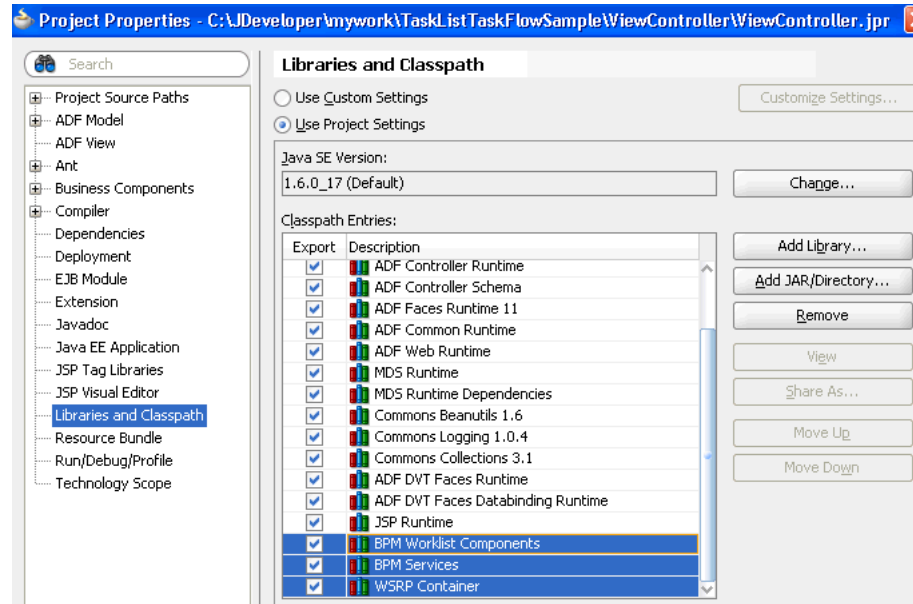 Project Properties - C:\JDeveloper\mywork\TaskListTaskFlowSample\ViewController\ViewController.jpr
Search
Project Source Paths
ADF Model
ADF View
Ant
Business Components
Compiler
Dependencies
Deployment
EJB Module
Extension
Javadoc
Java EE Application
JSP Tag Libraries
JSP Visual Editor
Libraries and Classpath
Resource Bundle
Run/Debug/Profile
Technology Scope
Libraries and Classpath
Use Custom Settings
Customize Settings...
Use Project Settings
Java SE Version:
1.6.0_17 (Default)
Change...
Classpath Entries:
Export Description
ADF Controller Runtime
ADF Controller Schema
ADF Faces Runtime 11
ADF Common Runtime
ADF Web Runtime
MDS Runtime
MDS Runtime Dependencies
Commons Beanutils 1.6
Commons Logging 1.0.4
Commons Collections 3.1
ADF DVT Faces Runtime
ADF DVT Faces Databinding Runtime
JSP Runtime
BPM Worklist Components
BPM Services
WSRP Container
Add Library...
Add JAR/Directory...
Remove
View
Share As...
Move Up
Move Down